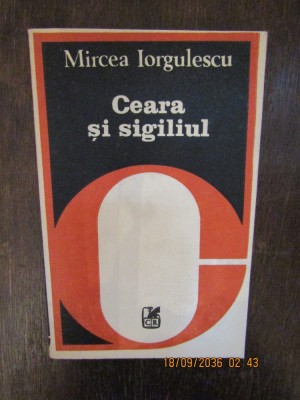 Mircea Iorgulescu
Ceara
și sigiliul
CR
18/09/2036 02 43